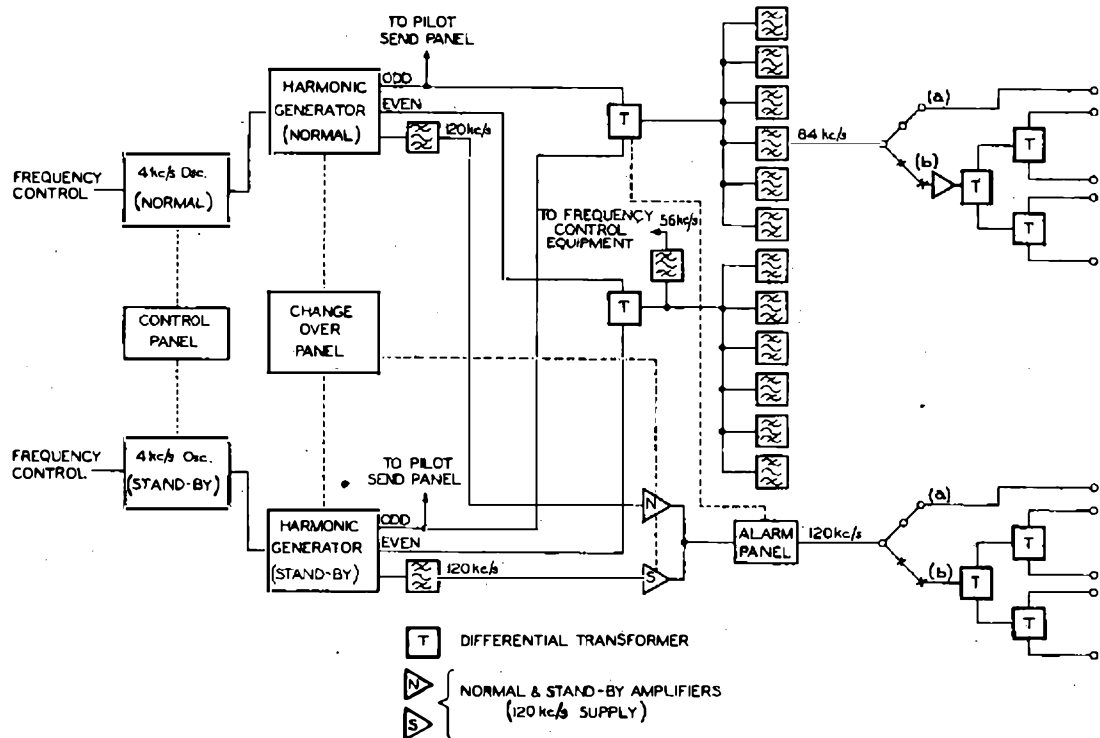 TO PILOT
SEND PANEL
HARMONIC
GENERATOR
(NORMAL)
ODD
EVEN
120 kc/s
FREQUENCY
CONTROL
4 kc/s Osc.
(NORMAL)
T
84 kc/s
(a)
(b)
T
T
T
TO FREQUENCY
CONTROL
EQUIPMENT
56 kc/s
CONTROL
PANEL
CHANGE
OVER
PANEL
T
FREQUENCY
CONTROL
4 kc/s Osc.
(STAND-BY)
TO PILOT
SEND PANEL
HARMONIC
GENERATOR
(STAND-BY)
ODD
EVEN
120 kc/s
N
S
ALARM
PANEL
120 kc/s
(a)
(b)
T
T
T
T DIFFERENTIAL TRANSFORMER
N
S
NORMAL & STAND-BY AMPLIFIERS
(120 kc/s SUPPLY)